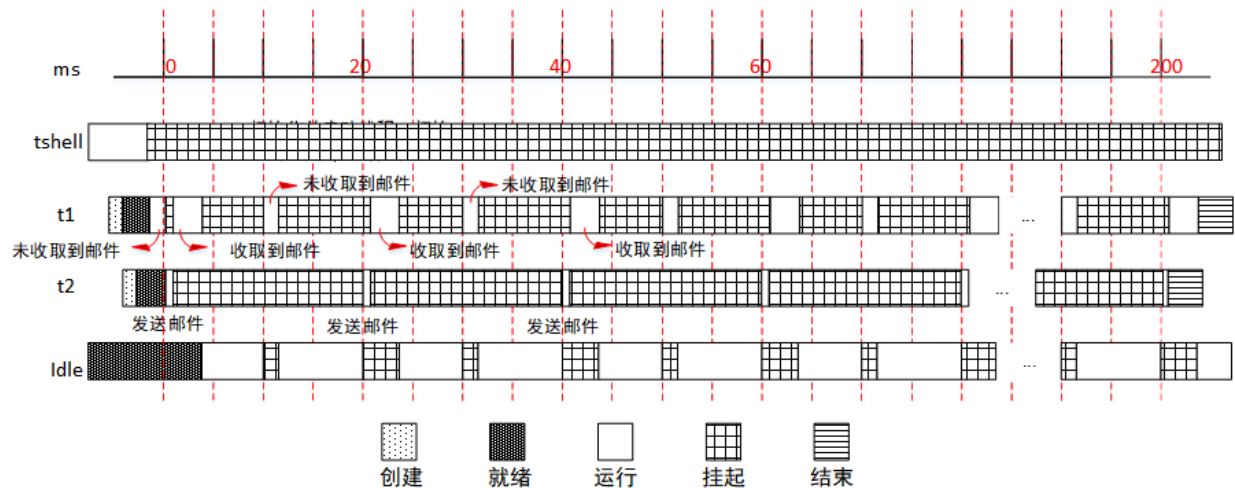 ms 0 20 40 60 200
tshell
未收取到邮件 未收取到邮件
t1 ...
未收取到邮件 收取到邮件 收取到邮件 收取到邮件
t2 ...
发送邮件 发送邮件 发送邮件
Idle ...
创建 就绪 运行 挂起 结束